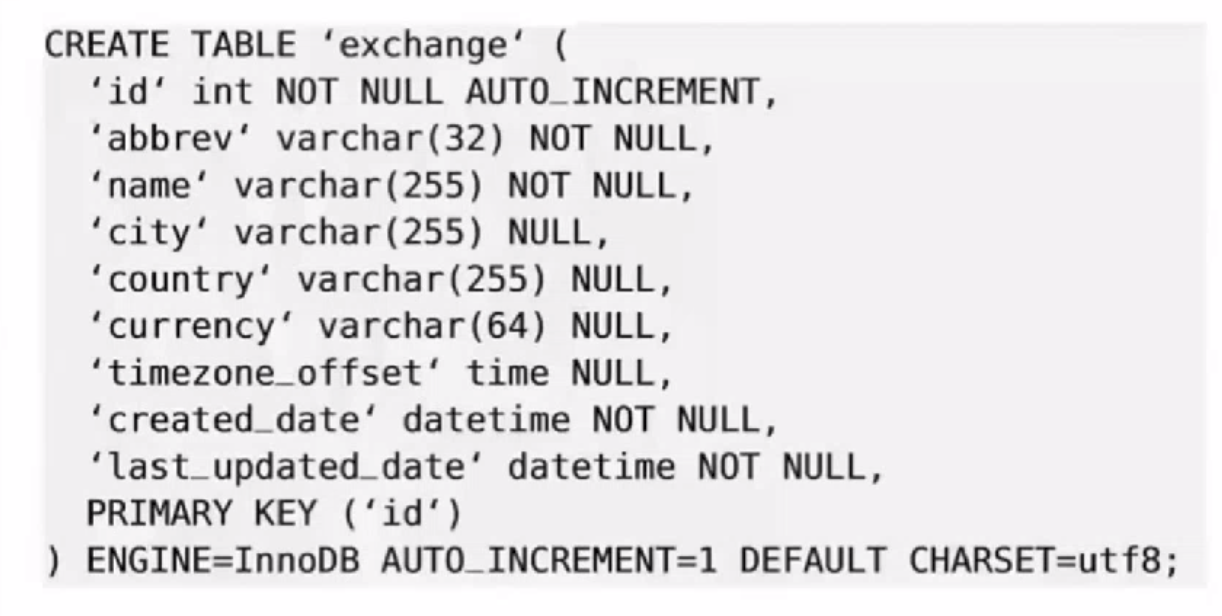 CREATE TABLE ‘exchange‘ (
‘id‘ int NOT NULL AUTO_INCREMENT,
‘abbrev‘ varchar(32) NOT NULL,
‘name‘ varchar(255) NOT NULL,
‘city‘ varchar(255) NULL,
‘country‘ varchar(255) NULL,
‘currency‘ varchar(64) NULL,
‘timezone_offset‘ time NULL,
‘created_date‘ datetime NOT NULL,
‘last_updated_date‘ datetime NOT NULL,
PRIMARY KEY (‘id‘)
) ENGINE=InnoDB AUTO_INCREMENT=1 DEFAULT CHARSET=utf8;